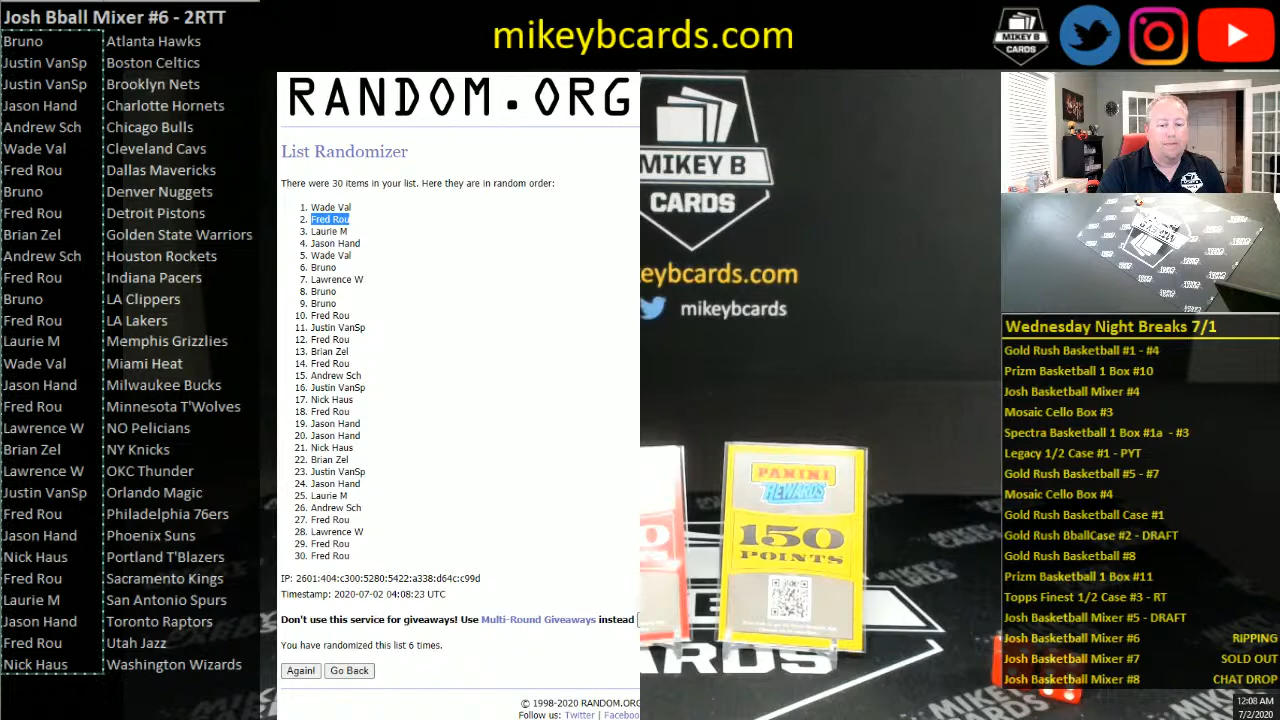 Josh Bball Mixer #6 - 2RTT
Bruno Atlanta Hawks
Justin VanSp Boston Celtics
Justin VanSp Brooklyn Nets
Jason Hand Charlotte Hornets
Andrew Sch Chicago Bulls
Wade Val Cleveland Cavs
Fred Rou Dallas Mavericks
Bruno Denver Nuggets
Fred Rou Detroit Pistons
Brian Zel Golden State Warriors
Andrew Sch Houston Rockets
Fred Rou Indiana Pacers
Bruno LA Clippers
Fred Rou LA Lakers
Laurie M Memphis Grizzlies
Wade Val Miami Heat
Jason Hand Milwaukee Bucks
Fred Rou Minnesota T'Wolves
Lawrence W NO Pelicians
Brian Zel NY Knicks
Lawrence W OKC Thunder
Justin VanSp Orlando Magic
Fred Rou Philadelphia 76ers
Jason Hand Phoenix Suns
Nick Haus Portland T'Blazers
Fred Rou Sacramento Kings
Laurie M San Antonio Spurs
Jason Hand Toronto Raptors
Fred Rou Utah Jazz
Nick Haus Washington Wizards
mikeybcards.com
MIKEY B
CARDS
RANDOM.ORG
List Randomizer
There were 30 items in your list. Here they are in random order:
1. Wade Val
2. Fred Rou
3. Laurie M
4. Jason Hand
5. Wade Val
6. Bruno
7. Lawrence W
8. Bruno
9. Bruno
10. Fred Rou
11. Justin VanSp
12. Fred Rou
13. Brian Zel
14. Fred Rou
15. Andrew Sch
16. Justin VanSp
17. Nick Haus
18. Fred Rou
19. Jason Hand
20. Jason Hand
21. Nick Haus
22. Brian Zel
23. Justin VanSp
24. Jason Hand
25. Laurie M
26. Andrew Sch
27. Fred Rou
28. Lawrence W
29. Fred Rou
30. Fred Rou
IP: 2601:404:c300:5280:5422:a338:d64c:c99d
Timestamp: 2020-07-02 04:08:23 UTC
Don't use this service for giveaways! Use Multi-Round Giveaways instead
You have randomized this list 6 times.
Again! Go Back
© 1998-2020 RANDOM.ORG
Follow us: Twitter | Faceboo
MIKEY B
CARDS
eybcards.com
mikeybcards
PANINI
REWARDS
150
POINTS
Wednesday Night Breaks 7/1
Gold Rush Basketball #1 - #4
Prizm Basketball 1 Box #10
Josh Basketball Mixer #4
Mosaic Cello Box #3
Spectra Basketball 1 Box #1a - #3
Legacy 1/2 Case #1 - PYT
Gold Rush Basketball #5 - #7
Mosaic Cello Box #4
Gold Rush Basketball Case #1
Gold Rush BballCase #2 - DRAFT
Gold Rush Basketball #8
Prizm Basketball 1 Box #11
Topps Finest 1/2 Case #3 - RT
Josh Basketball Mixer #5 - DRAFT
Josh Basketball Mixer #6 RIPPING
Josh Basketball Mixer #7 SOLD OUT
Josh Basketball Mixer #8 CHAT DROP
12:08 AM
7/2/2020